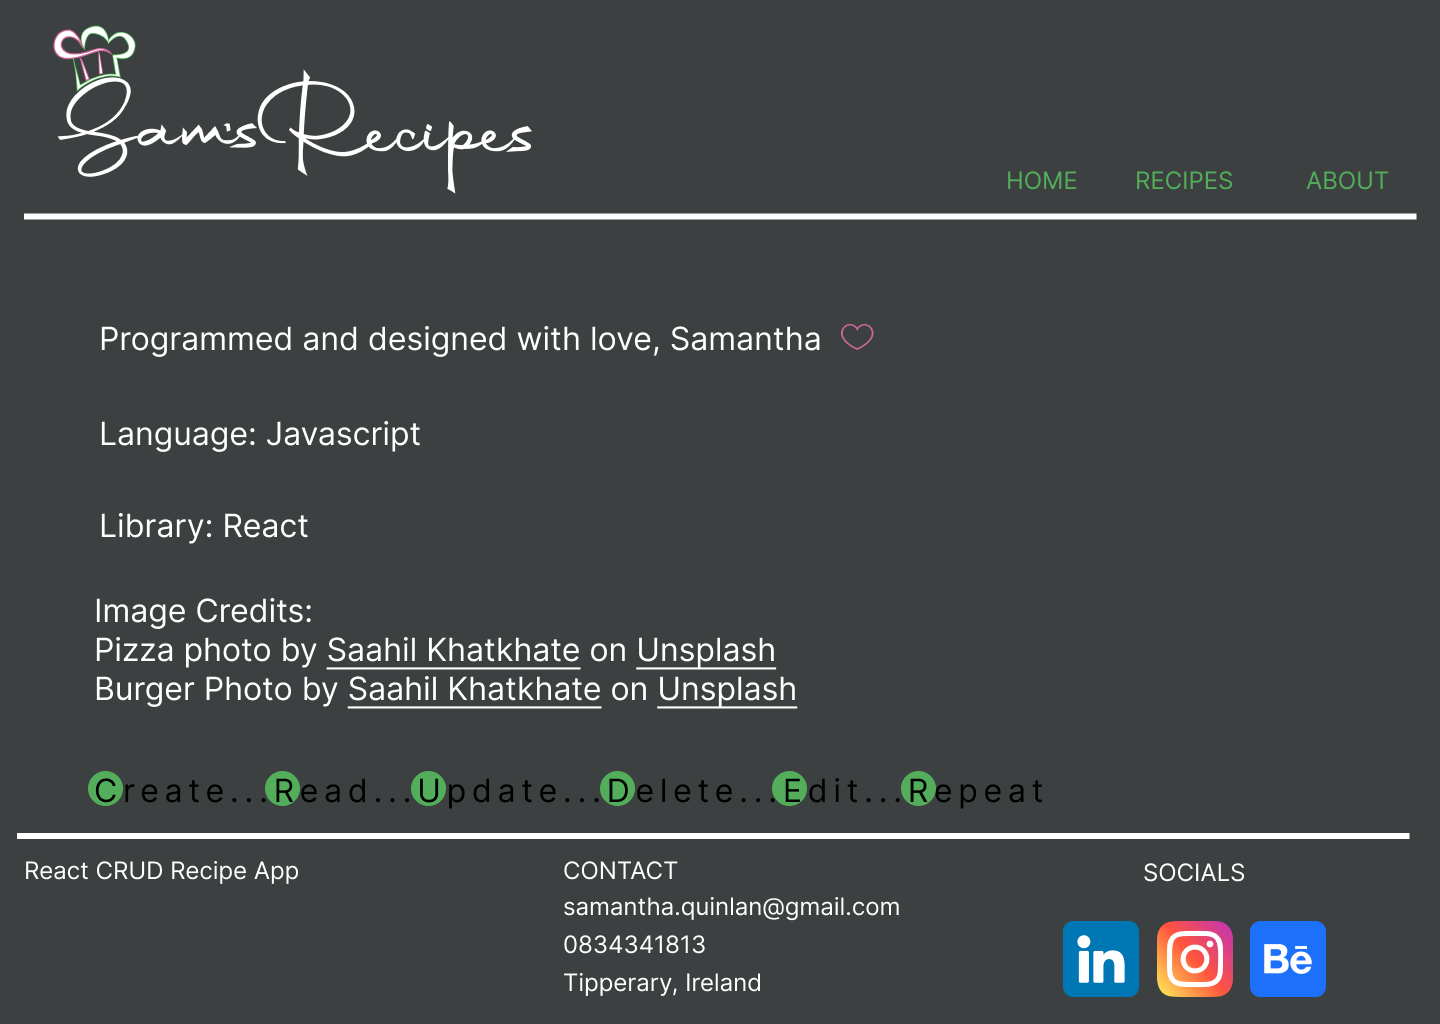 Sam's Recipes
HOME RECIPES ABOUT
Programmed and designed with love, Samantha
Language: Javascript
Library: React
Image Credits:
Pizza photo by Saahil Khatkhate on Unsplash
Burger Photo by Saahil Khatkhate on Unsplash
Create...Read...Update...Delete...Edit...Repeat
React CRUD Recipe App
CONTACT
samantha.quinlan@gmail.com
0834341813
Tipperary, Ireland
SOCIALS
in Bē